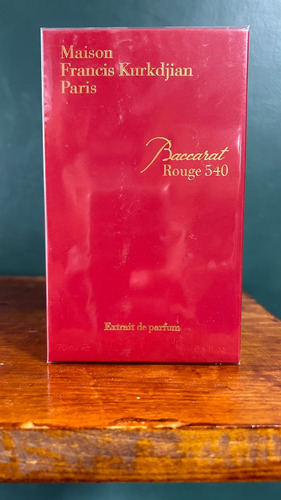 Maison
Francis Kurkdjian
Paris
Baccarat
Rouge 540
Extrait de parfum